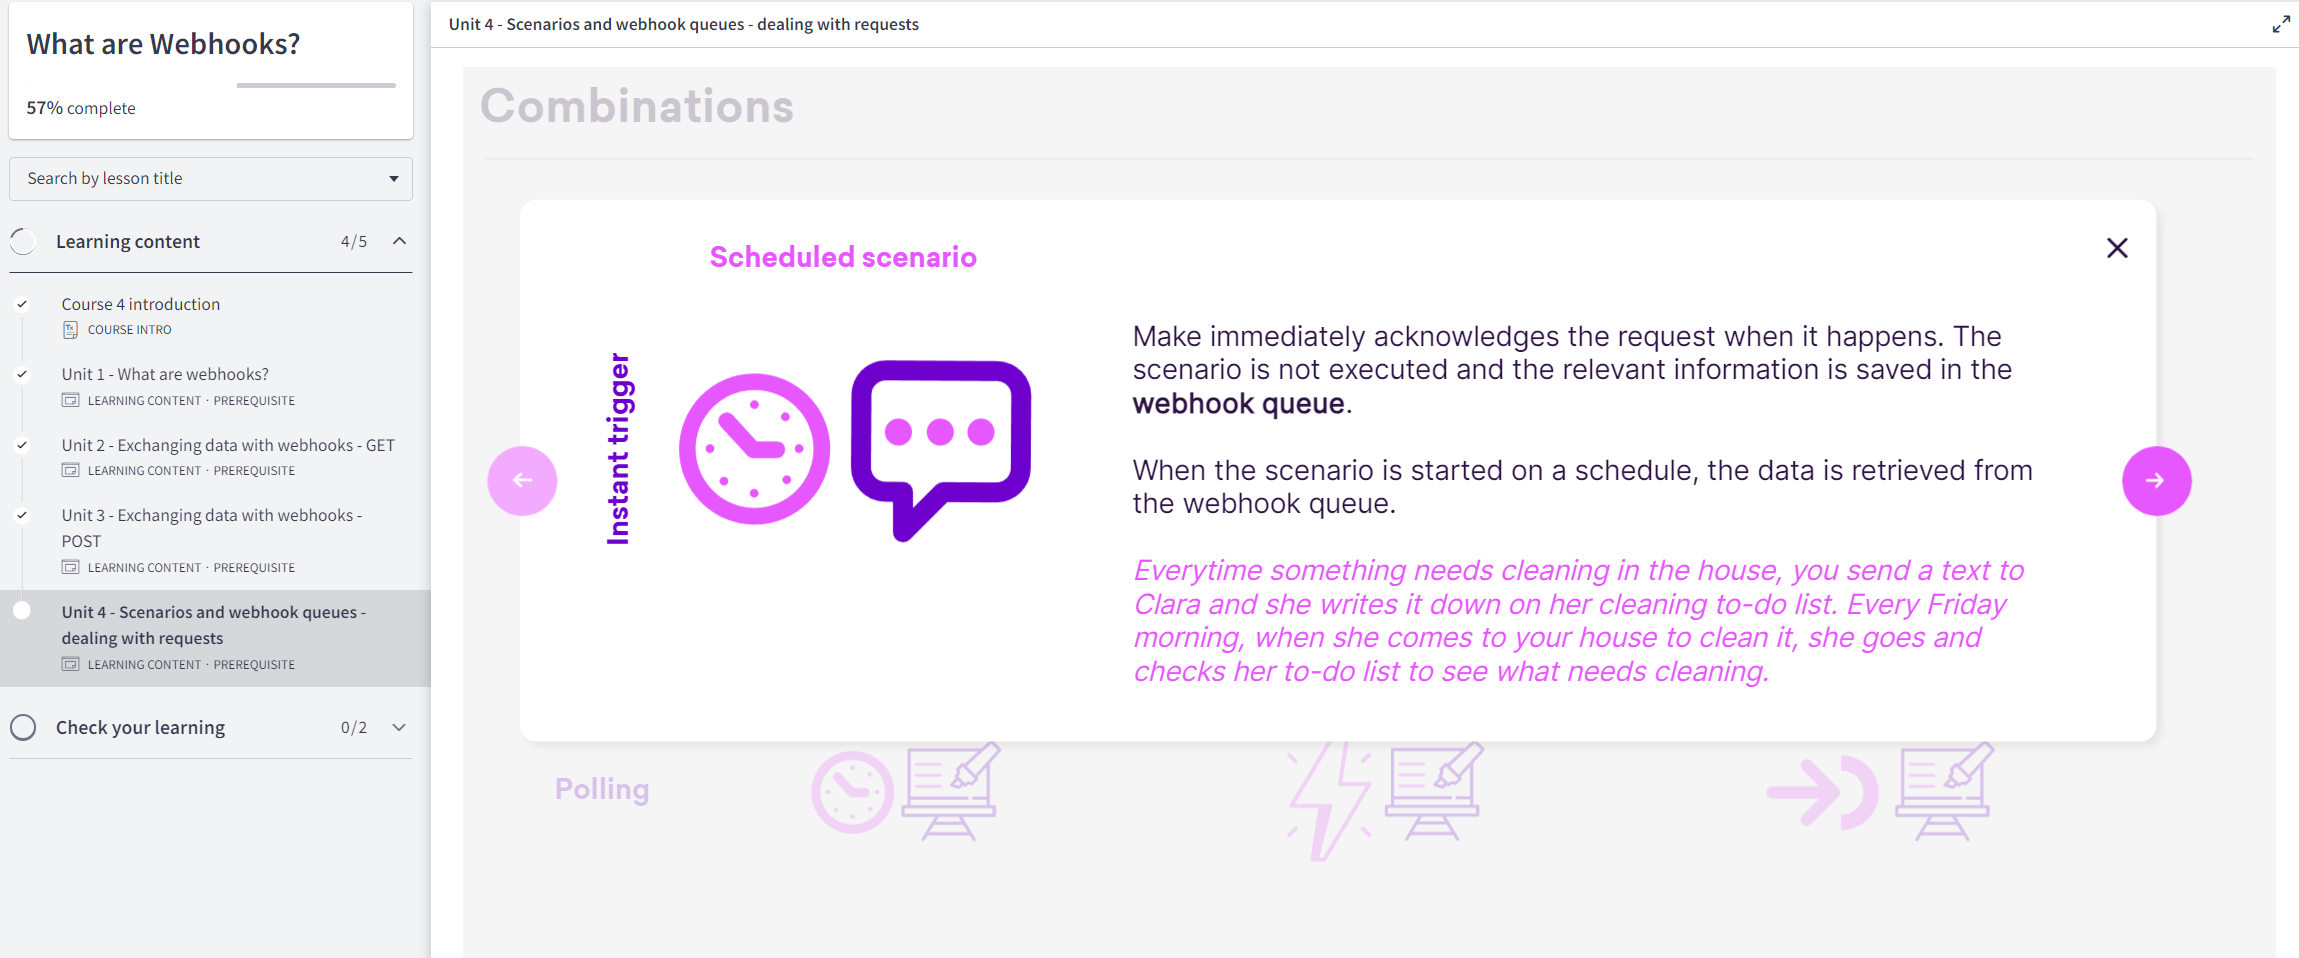 What are Webhooks?
57% complete
Search by lesson title
Learning content 4/5
Course 4 introduction
COURSE INTRO
Unit 1 - What are webhooks?
LEARNING CONTENT · PREREQUISITE
Unit 2 - Exchanging data with webhooks - GET
LEARNING CONTENT · PREREQUISITE
Unit 3 - Exchanging data with webhooks -
POST
LEARNING CONTENT · PREREQUISITE
Unit 4 - Scenarios and webhook queues -
dealing with requests
LEARNING CONTENT · PREREQUISITE
Check your learning 0/2
Unit 4 - Scenarios and webhook queues - dealing with requests
Combinations
Scheduled scenario
Instant trigger
Make immediately acknowledges the request when it happens. The
scenario is not executed and the relevant information is saved in the
webhook queue.
When the scenario is started on a schedule, the data is retrieved from
the webhook queue.
Everytime something needs cleaning in the house, you send a text to
Clara and she writes it down on her cleaning to-do list. Every Friday
morning, when she comes to your house to clean it, she goes and
checks her to-do list to see what needs cleaning.
Polling